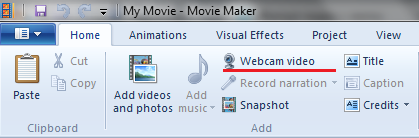 My Movie - Movie Maker
Home Animations Visual Effects Project View
Paste
Cut
Copy
Clipboard
Add videos
and photos
Add
music
Webcam video
Record narration
Snapshot
Title
Caption
Credits
Add